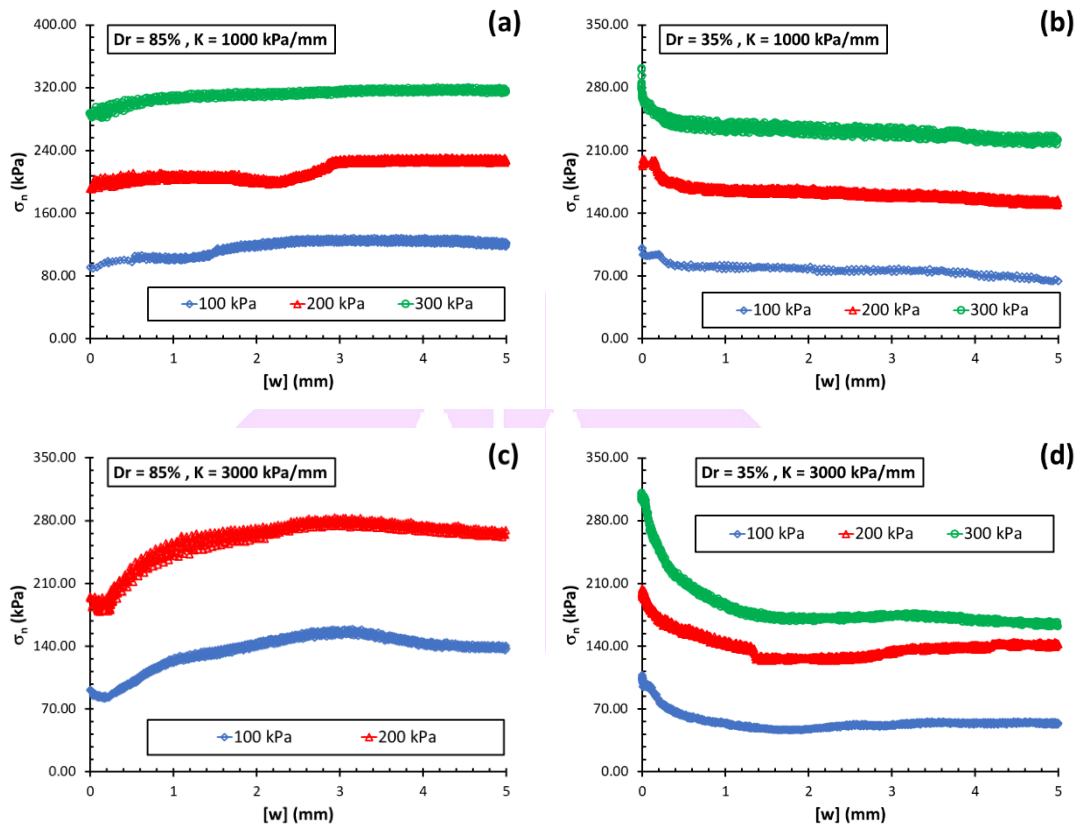 (a)
Dr = 85% , K = 1000 kPa/mm
400.00
320.00
240.00
160.00
80.00
0.00
σn (kPa)
100 kPa 200 kPa 300 kPa
0 1 2 3 4 5
[w] (mm)
(b)
Dr = 35% , K = 1000 kPa/mm
350.00
280.00
210.00
140.00
70.00
0.00
σn (kPa)
100 kPa 200 kPa 300 kPa
0 1 2 3 4 5
[w] (mm)
(c)
Dr = 85% , K = 3000 kPa/mm
350.00
280.00
210.00
140.00
70.00
0.00
σn (kPa)
100 kPa 200 kPa
0 1 2 3 4 5
[w] (mm)
(d)
Dr = 35% , K = 3000 kPa/mm
350.00
280.00
210.00
140.00
70.00
0.00
σn (kPa)
100 kPa 200 kPa 300 kPa
0 1 2 3 4 5
[w] (mm)